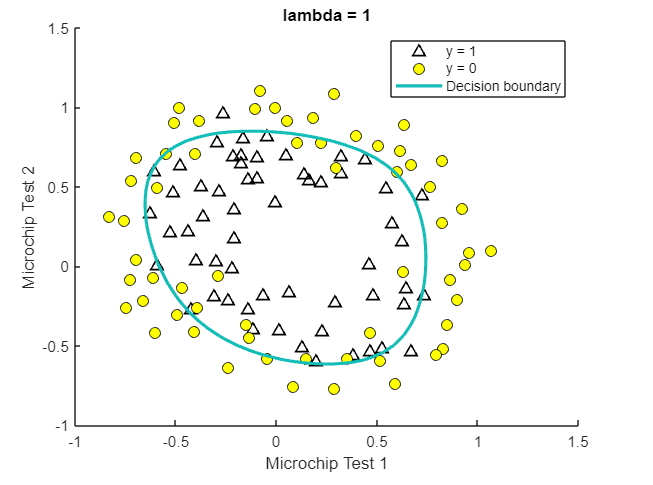 lambda = 1
1.5
y = 1
y = 0
Decision boundary
1
0.5
0
-0.5
-1
Microchip Test 2
-1
-0.5
0
0.5
1
1.5
Microchip Test 1